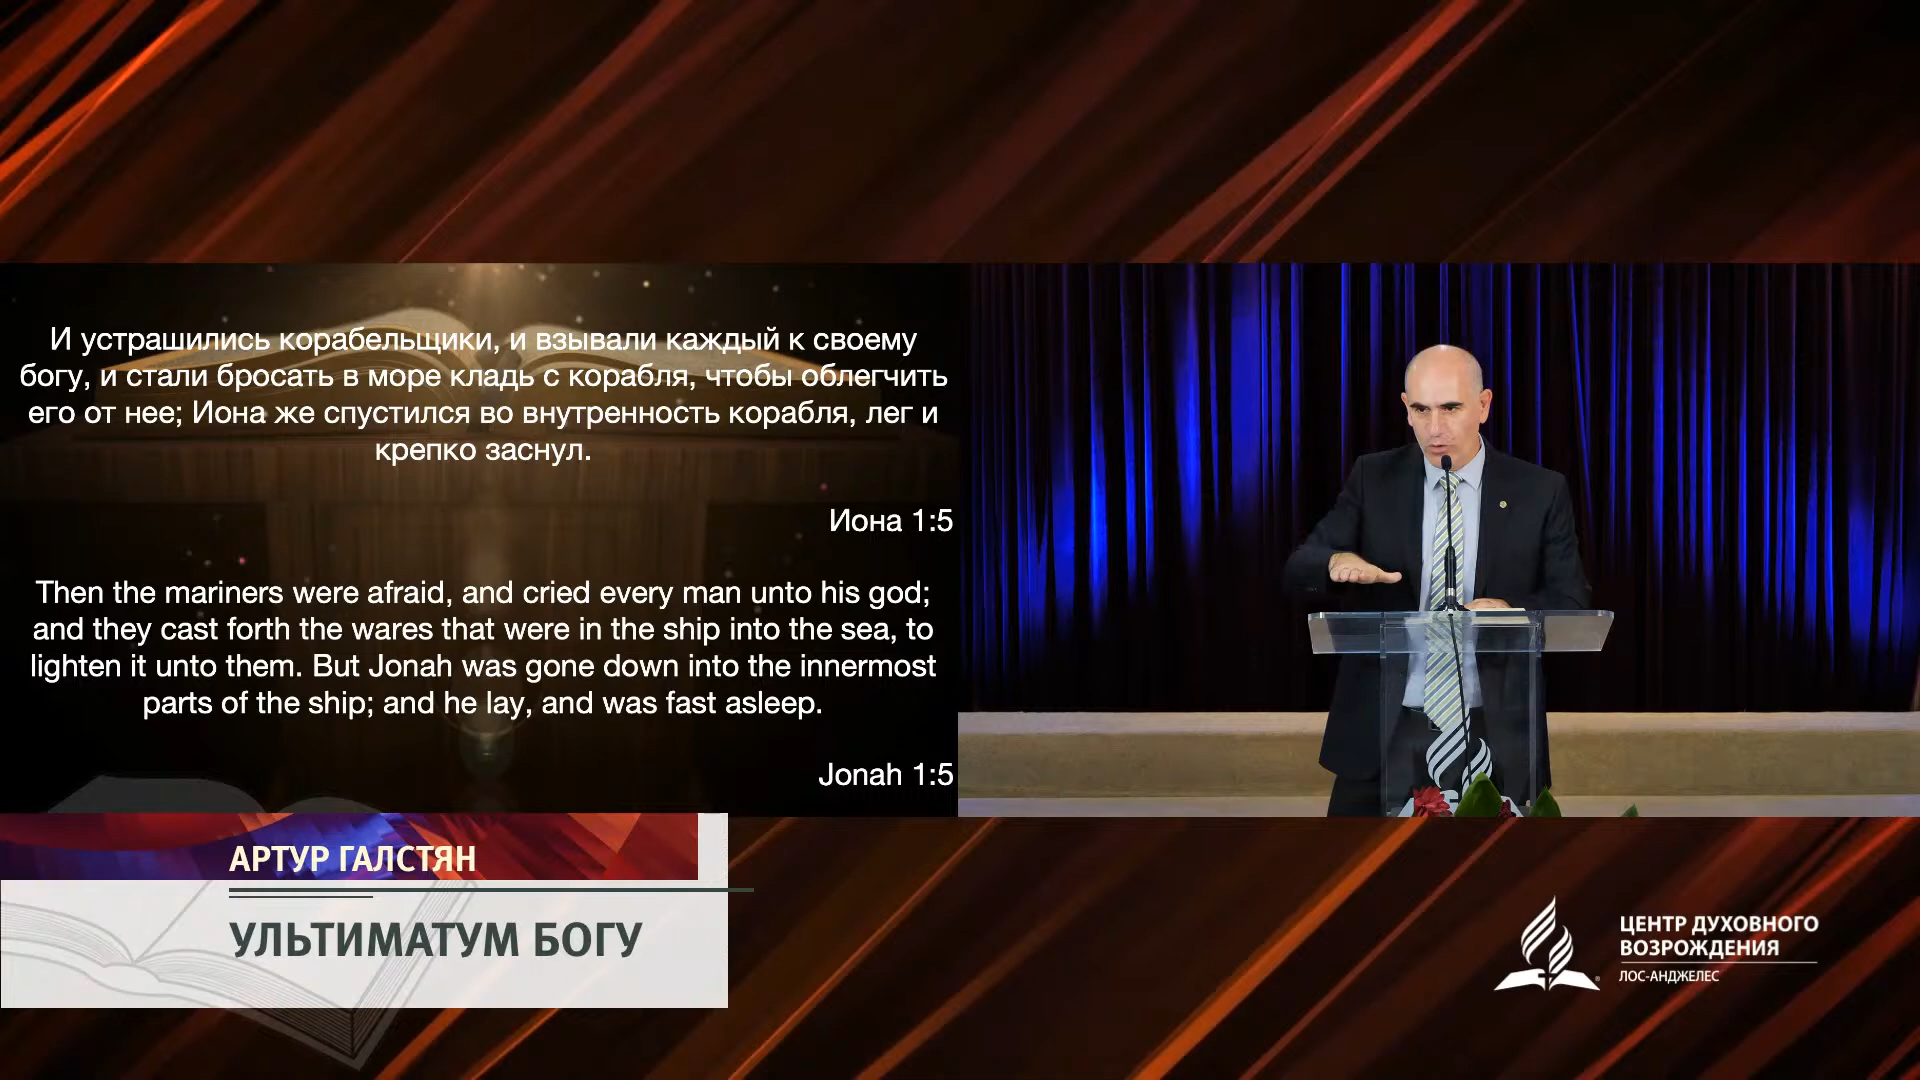 И устрашились корабельщики, и взывали каждый к своему
богу, и стали бросать в море кладь с корабля, чтобы облегчить
его от нее; Иона же спустился во внутренность корабля, лег и
крепко заснул.
Иона 1:5
Then the mariners were afraid, and cried every man unto his god;
and they cast forth the wares that were in the ship into the sea, to
lighten it unto them. But Jonah was gone down into the innermost
parts of the ship; and he lay, and was fast asleep.
Jonah 1:5
АРТУР ГАЛСТЯН
УЛЬТИМАТУМ БОГУ
ЦЕНТР ДУХОВНОГО
ВОЗРОЖДЕНИЯ
ЛОС-АНДЖЕЛЕС